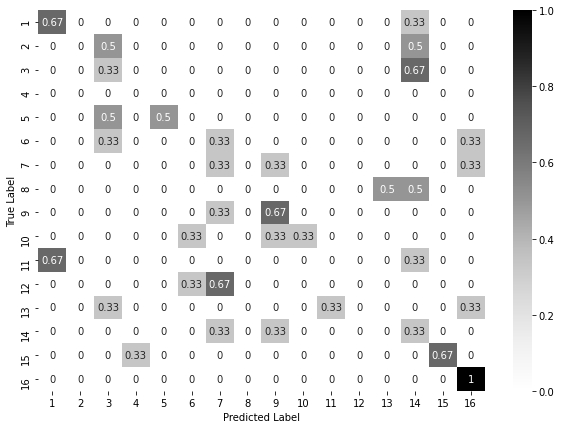 1 0.67 0 0 0 0 0 0 0 0 0 0 0 0 0.33 0 0
2 0 0 0.5 0 0 0 0 0 0 0 0 0 0 0.5 0 0
3 0 0 0.33 0 0 0 0 0 0 0 0 0 0 0.67 0 0
4 0 0 0 0 0 0 0 0 0 0 0 0 0 0 0 0
5 0 0 0.5 0 0.5 0 0 0 0 0 0 0 0 0 0 0
6 0 0 0.33 0 0 0 0.33 0 0 0 0 0 0 0 0 0.33
7 0 0 0 0 0 0 0.33 0 0.33 0 0 0 0 0 0 0.33
8 0 0 0 0 0 0 0 0 0 0 0 0 0.5 0.5 0 0
9 0 0 0 0 0 0 0.33 0 0.67 0 0 0 0 0 0 0
10 0 0 0 0 0 0.33 0 0 0.33 0.33 0 0 0 0 0 0
11 0.67 0 0 0 0 0 0 0 0 0 0 0 0 0.33 0 0
12 0 0 0 0 0 0.33 0.67 0 0 0 0 0 0 0 0 0
13 0 0 0.33 0 0 0 0 0 0 0 0.33 0 0 0 0 0.33
14 0 0 0 0 0 0 0.33 0 0.33 0 0 0 0 0.33 0 0
15 0 0 0 0.33 0 0 0 0 0 0 0 0 0 0 0.67 0
16 0 0 0 0 0 0 0 0 0 0 0 0 0 0 0 1
1 2 3 4 5 6 7 8 9 10 11 12 13 14 15 16
Predicted Label
True Label
1.0
0.8
0.6
0.4
0.2
0.0